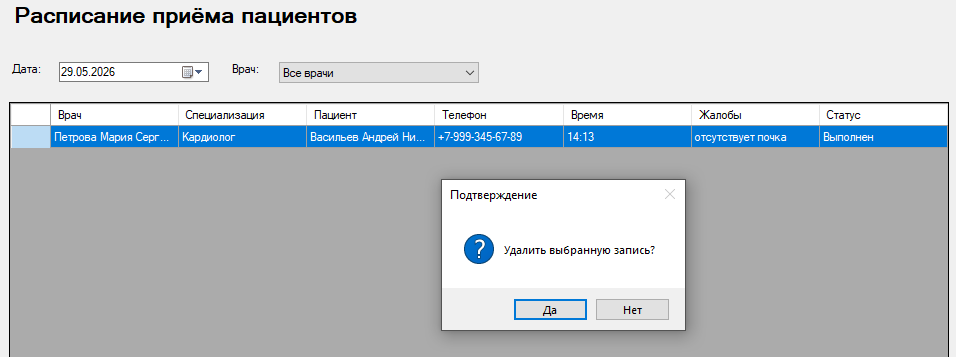 Расписание приёма пациентов
Дата: 29.05.2026 Врач: Все врачи
Врач Специализация Пациент Телефон Время Жалобы Статус
Петрова Мария Серг... Кардиолог Васильев Андрей Ни... +7-999-345-67-89 14:13 отсутствует почка Выполнен
Подтверждение
Удалить выбранную запись?
Да Нет